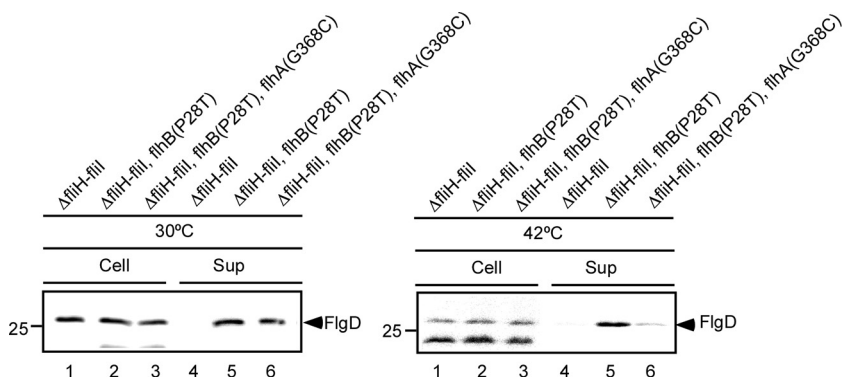 ΔfliH-fliI
ΔfliH-fliI, flhB(P28T)
ΔfliH-fliI, flhB(P28T), flhA(G368C)
ΔfliH-fliI
ΔfliH-fliI, flhB(P28T)
ΔfliH-fliI, flhB(P28T), flhA(G368C)
30ºC
Cell Sup
25
FlgD
1 2 3 4 5 6
ΔfliH-fliI
ΔfliH-fliI, flhB(P28T)
ΔfliH-fliI, flhB(P28T), flhA(G368C)
ΔfliH-fliI
ΔfliH-fliI, flhB(P28T)
ΔfliH-fliI, flhB(P28T), flhA(G368C)
42ºC
Cell Sup
25
FlgD
1 2 3 4 5 6